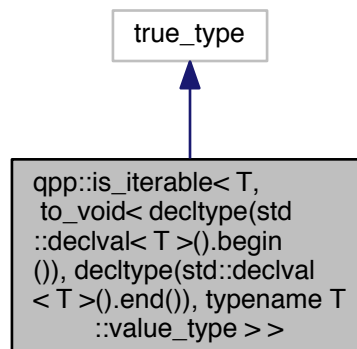 true_type
qpp::is_iterable< T,
to_void< decltype(std
::declval< T >().begin
()), decltype(std::declval
< T >().end()), typename T
::value_type > >